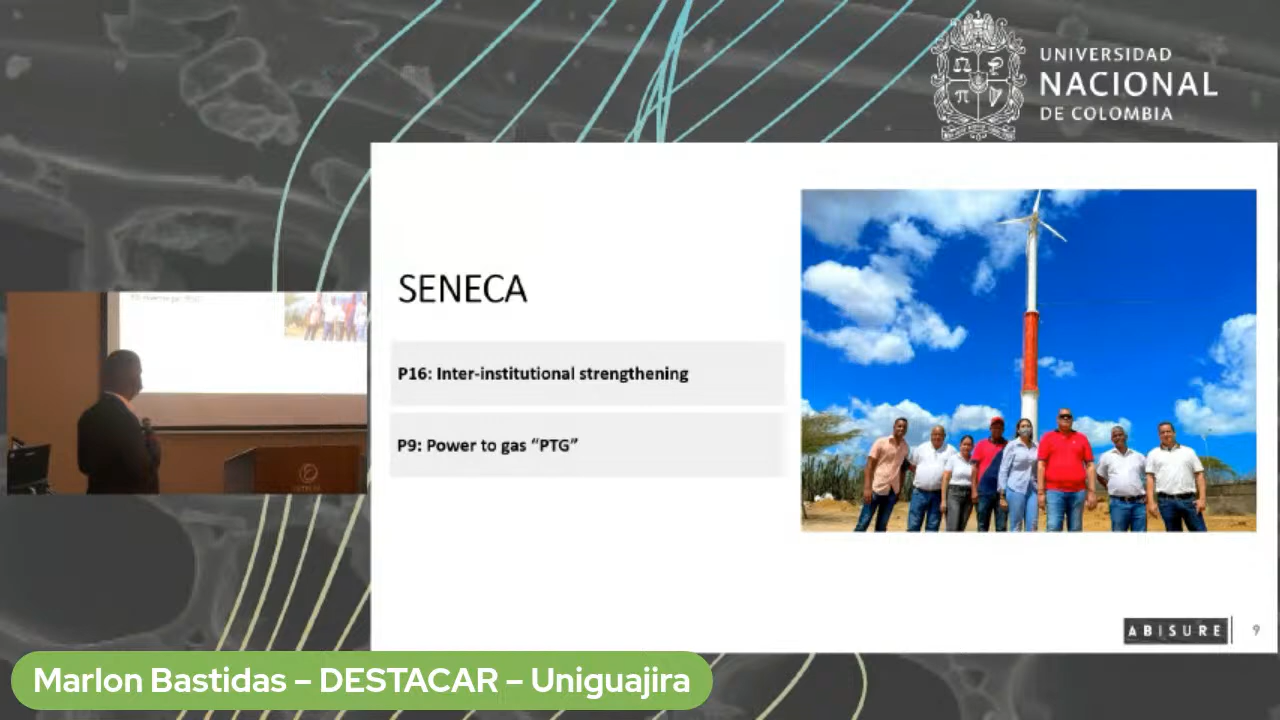 UNIVERSIDAD
NACIONAL
DE COLOMBIA
SENECA
P16: Inter-institutional strengthening
P9: Power to gas “PTG”
ABISURE
9
Marlon Bastidas – DESTACAR – Uniguajira